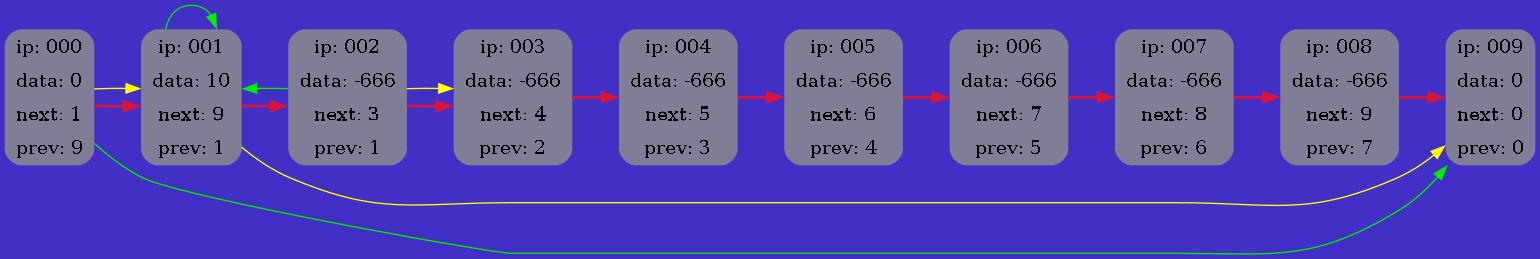 ip: 000
data: 0
next: 1
prev: 9
ip: 001
data: 10
next: 9
prev: 1
ip: 002
data: -666
next: 3
prev: 1
ip: 003
data: -666
next: 4
prev: 2
ip: 004
data: -666
next: 5
prev: 3
ip: 005
data: -666
next: 6
prev: 4
ip: 006
data: -666
next: 7
prev: 5
ip: 007
data: -666
next: 8
prev: 6
ip: 008
data: -666
next: 9
prev: 7
ip: 009
data: 0
next: 0
prev: 0